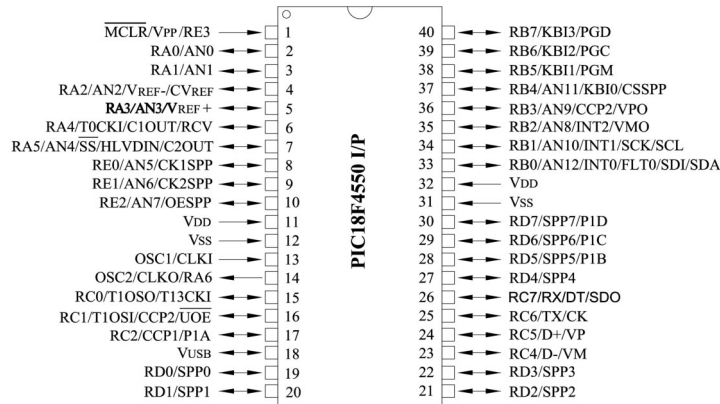 MCLR/VPP/RE3 1
RA0/AN0 2
RA1/AN1 3
RA2/AN2/VREF-/CVREF 4
RA3/AN3/VREF+ 5
RA4/T0CKI/C1OUT/RCV 6
RA5/AN4/SS/HLVDIN/C2OUT 7
RE0/AN5/CK1SPP 8
RE1/AN6/CK2SPP 9
RE2/AN7/OESPP 10
VDD 11
VSS 12
OSC1/CLKI 13
OSC2/CLKO/RA6 14
RC0/T1OSO/T13CKI 15
RC1/T1OSI/CCP2/UOE 16
RC2/CCP1/P1A 17
VUSB 18
RD0/SPP0 19
RD1/SPP1 20
PIC18F4550 I/P
40 RB7/KBI3/PGD
39 RB6/KBI2/PGC
38 RB5/KBI1/PGM
37 RB4/AN11/KBI0/CSSPP
36 RB3/AN9/CCP2/VPO
35 RB2/AN8/INT2/VMO
34 RB1/AN10/INT1/SCK/SCL
33 RB0/AN12/INT0/FLT0/SDI/SDA
32 VDD
31 VSS
30 RD7/SPP7/P1D
29 RD6/SPP6/P1C
28 RD5/SPP5/P1B
27 RD4/SPP4
26 RC7/RX/DT/SDO
25 RC6/TX/CK
24 RC5/D+/VP
23 RC4/D-/VM
22 RD3/SPP3
21 RD2/SPP2